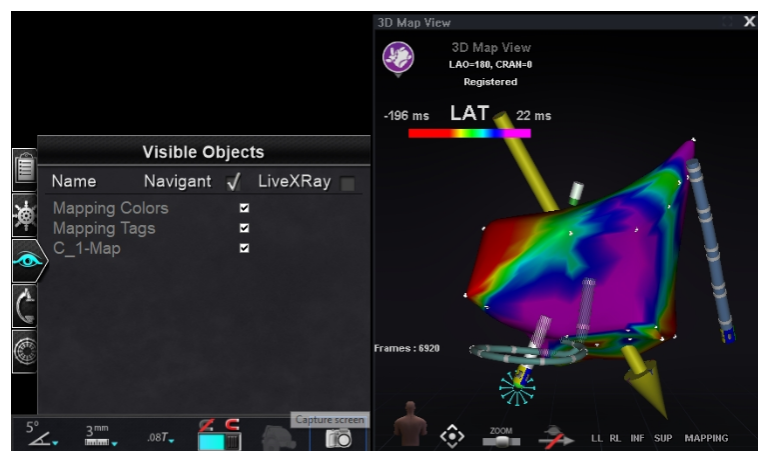 Visible Objects
Name Navigant LiveXRay
Mapping Colors
Mapping Tags
C_1-Map
5°
3mm
.08T
Capture screen
3D Map View
X
3D Map View
LAO=180, CRAN=0
Registered
-196 ms LAT 22 ms
Frames : 6920
ZOOM
LL RL INF SUP MAPPING